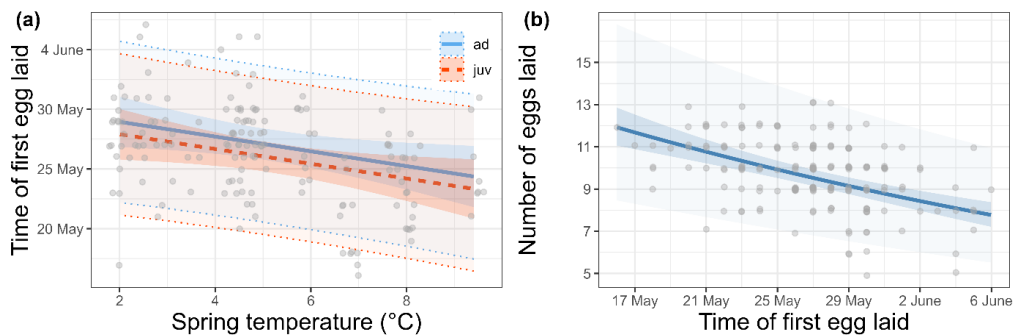 (a)
Time of first egg laid
4 June
30 May
25 May
20 May
2 4 6 8
Spring temperature (°C)
ad
juv
(b)
Number of eggs laid
15
13
11
9
7
5
17 May 21 May 25 May 29 May 2 June 6 June
Time of first egg laid